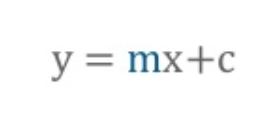 y = mx+c